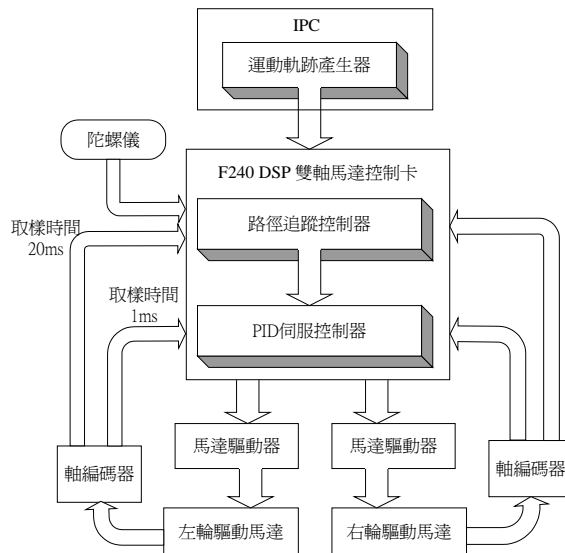 IPC
運動軌跡產生器
陀螺儀
F240 DSP 雙軸馬達控制卡
路徑追蹤控制器
取樣時間
20ms
取樣時間
1ms
PID伺服控制器
馬達驅動器
馬達驅動器
軸編碼器
軸編碼器
左輪驅動馬達
右輪驅動馬達